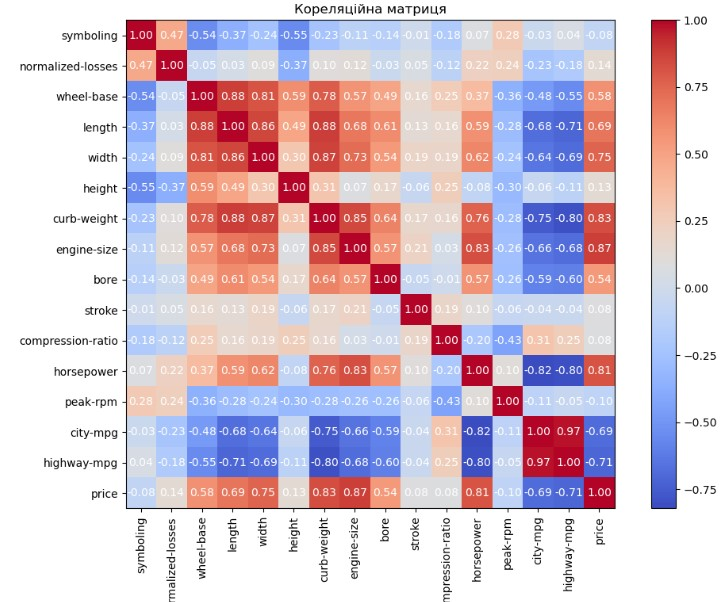 Кореляційна матриця
symboling 1.00 0.47 -0.54 -0.37 -0.24 -0.55 -0.23 -0.11 -0.14 -0.01 -0.18 0.07 0.28 -0.03 0.04 -0.08
normalized-losses 0.47 1.00 -0.05 0.03 0.09 -0.37 0.10 0.12 -0.03 0.05 -0.12 0.22 0.24 -0.23 -0.18 0.14
wheel-base -0.54 -0.05 1.00 0.88 0.81 0.59 0.78 0.57 0.49 0.16 0.25 0.37 -0.36 -0.48 -0.55 0.58
length -0.37 0.03 0.88 1.00 0.86 0.49 0.88 0.68 0.61 0.13 0.16 0.59 -0.28 -0.68 -0.71 0.69
width -0.24 0.09 0.81 0.86 1.00 0.30 0.87 0.73 0.54 0.19 0.19 0.62 -0.24 -0.64 -0.69 0.75
height -0.55 -0.37 0.59 0.49 0.30 1.00 0.31 0.07 0.17 -0.06 0.25 -0.08 -0.30 -0.06 -0.11 0.13
curb-weight -0.23 0.10 0.78 0.88 0.87 0.31 1.00 0.85 0.64 0.17 0.16 0.76 -0.28 -0.75 -0.80 0.83
engine-size -0.11 0.12 0.57 0.68 0.73 0.07 0.85 1.00 0.57 0.21 0.03 0.83 -0.26 -0.66 -0.68 0.87
bore -0.14 -0.03 0.49 0.61 0.54 0.17 0.64 0.57 1.00 -0.05 -0.01 0.57 -0.26 -0.59 -0.60 0.54
stroke -0.01 0.05 0.16 0.13 0.19 -0.06 0.17 0.21 -0.05 1.00 0.19 0.10 -0.06 -0.04 -0.04 0.08
compression-ratio -0.18 -0.12 0.25 0.16 0.19 0.25 0.16 0.03 -0.01 0.19 1.00 -0.20 -0.43 0.31 0.25 0.08
horsepower 0.07 0.22 0.37 0.59 0.62 -0.08 0.76 0.83 0.57 0.10 -0.20 1.00 0.10 -0.82 -0.80 0.81
peak-rpm 0.28 0.24 -0.36 -0.28 -0.24 -0.30 -0.28 -0.26 -0.26 -0.06 -0.43 0.10 1.00 -0.11 -0.05 -0.10
city-mpg -0.03 -0.23 -0.48 -0.68 -0.64 -0.06 -0.75 -0.66 -0.59 -0.04 0.31 -0.82 -0.11 1.00 0.97 -0.69
highway-mpg 0.04 -0.18 -0.55 -0.71 -0.69 -0.11 -0.80 -0.68 -0.60 -0.04 0.25 -0.80 -0.05 0.97 1.00 -0.71
price -0.08 0.14 0.58 0.69 0.75 0.13 0.83 0.87 0.54 0.08 0.08 0.81 -0.10 -0.69 -0.71 1.00
symboling
rmalized-losses
wheel-base
length
width
height
curb-weight
engine-size
bore
stroke
mpression-ratio
horsepower
peak-rpm
city-mpg
highway-mpg
price
1.00
0.75
0.50
0.25
0.00
−0.25
−0.50
−0.75